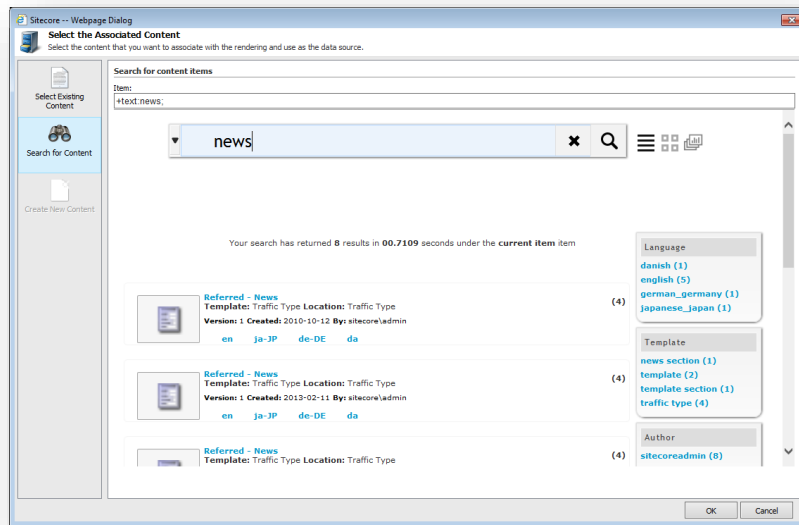 Sitecore -- Webpage Dialog
Select the Associated Content
Select the content that you want to associate with the rendering and use as the data source.
Select Existing
Content
Search for Content
Create New Content
Search for content items
Item:
+text:news;
news
Your search has returned 8 results in 00.7109 seconds under the current item item
Referred - News
Template: Traffic Type Location: Traffic Type
(4)
Version: 1 Created: 2010-10-12 By: sitecore\admin
en ja-JP de-DE da
Referred - News
Template: Traffic Type Location: Traffic Type
(4)
Version: 1 Created: 2013-02-11 By: sitecore\admin
en ja-JP de-DE da
Referred - News
Template: Traffic Type Location: Traffic Type
(4)
Language
danish (1)
english (5)
german_germany (1)
japanese_japan (1)
Template
news section (1)
template (2)
template section (1)
traffic type (4)
Author
sitecoreadmin (8)
OK
Cancel